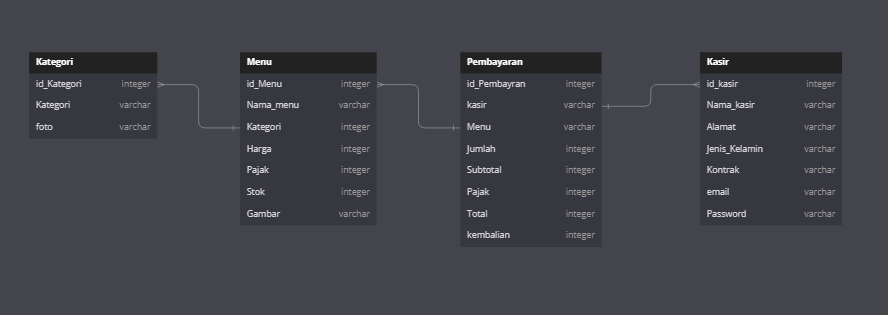 Kategori
id_Kategori integer
Kategori varchar
foto varchar
Menu
id_Menu integer
Nama_menu varchar
Kategori integer
Harga integer
Pajak integer
Stok integer
Gambar varchar
Pembayaran
id_Pembayran integer
kasir varchar
Menu varchar
Jumlah integer
Subtotal integer
Pajak integer
Total integer
kembalian integer
Kasir
id_kasir integer
Nama_kasir varchar
Alamat varchar
Jenis_Kelamin varchar
Kontrak varchar
email varchar
Password varchar